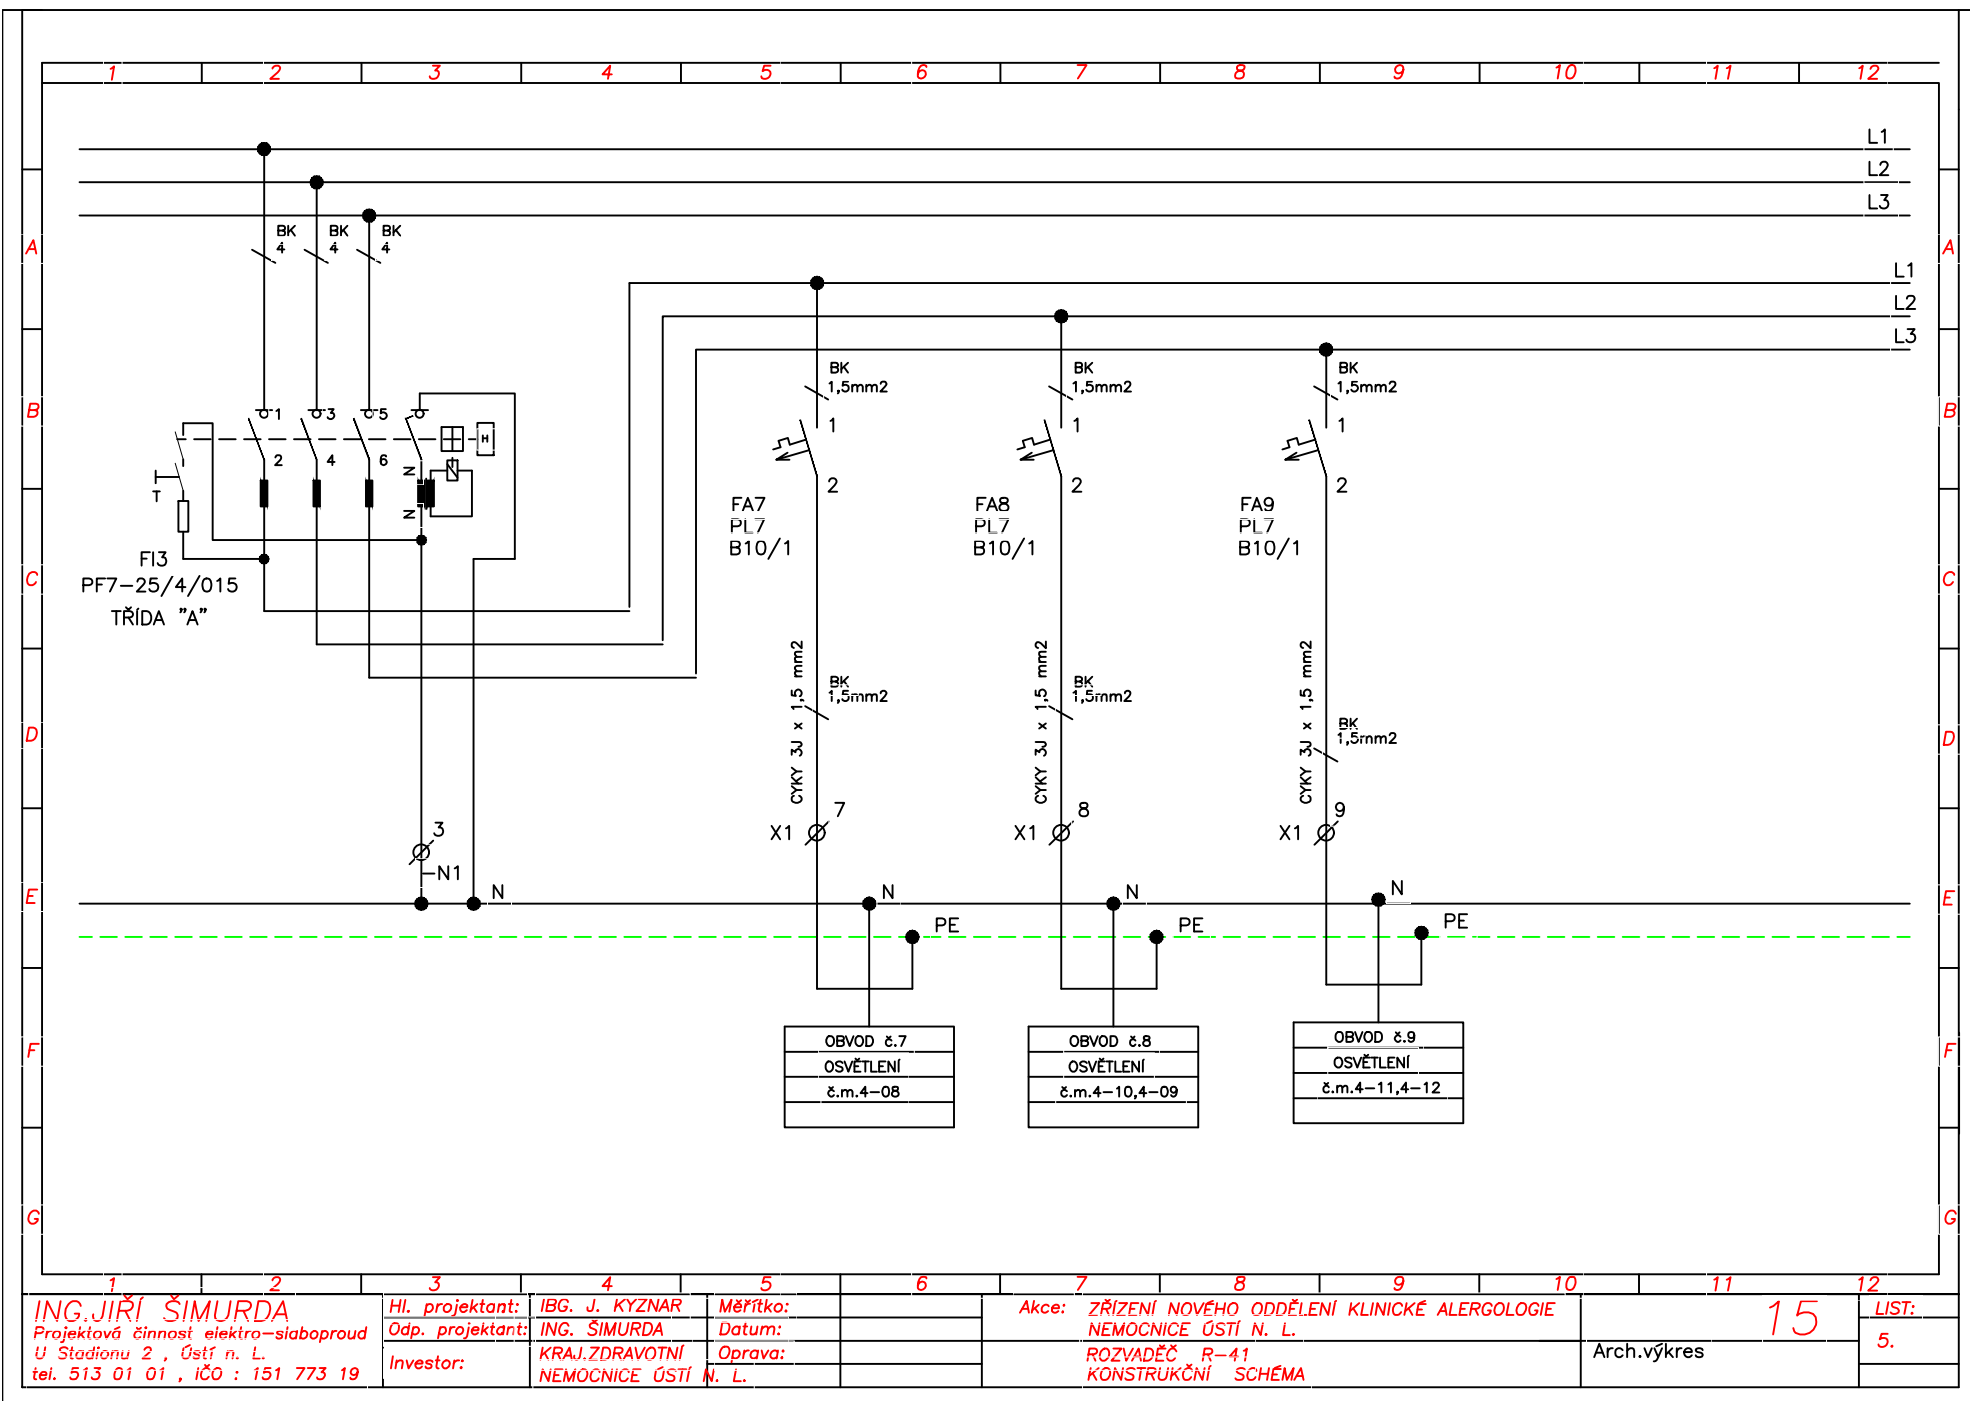 1 2 3 4 5 6 7 8 9 10 11 12
L1
L2
L3
BK BK BK
4 4 4
A A
L1
L2
L3
BK BK BK
1,5mm2 1,5mm2 1,5mm2
B B
1 3 5
1 1 1
H
2 4 6
N
T
2 2 2
N
FA7 FA8 FA9
PL7 PL7 PL7
B10/1 B10/1 B10/1
FI3
C C
PF7-25/4/015
TŘÍDA "A"
CYKY 3J x 1,5 mm2
CYKY 3J x 1,5 mm2
CYKY 3J x 1,5 mm2
BK BK
1,5mm2 1,5mm2
BK
1,5mm2
D D
7 8 9
3
X1 X1 X1
-N1
N N N N
E E
PE PE PE
OBVOD č.7
OSVĚTLENÍ
č.m.4-08
OBVOD č.8
OSVĚTLENÍ
č.m.4-10,4-09
OBVOD č.9
OSVĚTLENÍ
č.m.4-11,4-12
F F
G G
1 2 3 4 5 6 7 8 9 10 11 12
ING.JIŘÍ ŠIMURDA
Projektová činnost elektro-slaboproud
U Stadionu 2 , Ústí n. L.
tel. 513 01 01 , IČO : 151 773 19
Hl. projektant: IBG. J. KYZNAR
Odp. projektant: ING. ŠIMURDA
Investor: KRAJ.ZDRAVOTNÍ
NEMOCNICE ÚSTÍ N. L.
Měřítko:
Datum:
Oprava:
Akce: ZŘÍZENÍ NOVÉHO ODDĚLENÍ KLINICKÉ ALERGOLOGIE
NEMOCNICE ÚSTÍ N. L.
ROZVADĚČ R-41
KONSTRUKČNÍ SCHÉMA
15
Arch.výkres
LIST:
5.